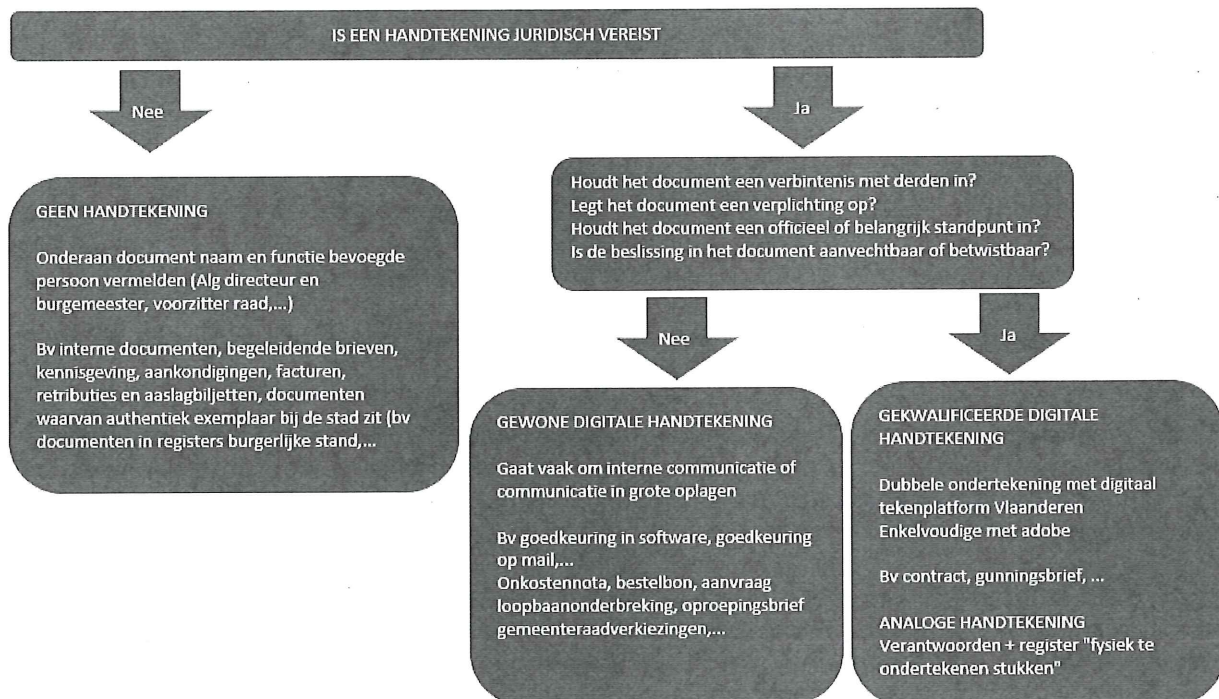 IS EEN HANDTEKENING JURIDISCH VEREIST
Nee
Ja
GEEN HANDTEKENING
Onderaan document naam en functie bevoegde
persoon vermelden (Alg directeur en
burgemeester, voorzitter raad,...)
Bv interne documenten, begeleidende brieven,
kennisgeving, aankondigingen, facturen,
retributies en aaslagbiljetten, documenten
waarvan authentiek exemplaar bij de stad zit (bv
documenten in registers burgerlijke stand,...
Houdt het document een verbintenis met derden in?
Legt het document een verplichting op?
Houdt het document een officieel of belangrijk standpunt in?
Is de beslissing in het document aanvechtbaar of betwistbaar?
Nee
Ja
GEWONE DIGITALE HANDTEKENING
Gaat vaak om interne communicatie of
communicatie in grote oplagen
Bv goedkeuring in software, goedkeuring
op mail,...
Onkostennota, bestelbon, aanvraag
loopbaanonderbreking, oproepingsbrief
gemeenteraadverkiezingen,...
GEKWALIFICEERDE DIGITALE
HANDTEKENING
Dubbele ondertekening met digitaal
tekenplatform Vlaanderen
Enkelvoudige met adobe
Bv contract, gunningsbrief, ...
ANALOGE HANDTEKENING
Verantwoorden + register "fysiek te
ondertekenen stukken"